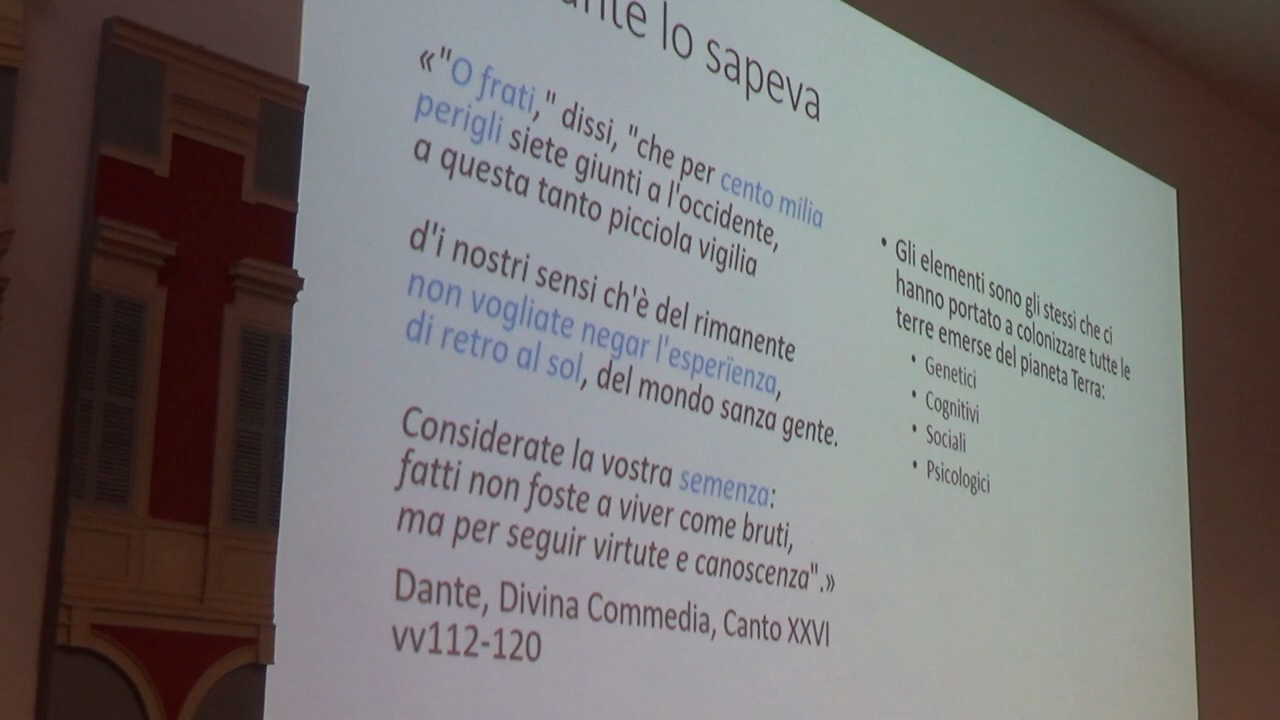 lo sapeva
«"O frati," dissi, "che per cento milia
perigli siete giunti a l'occidente,
a questa tanto picciola vigilia
d'i nostri sensi ch'è del rimanente
non vogliate negar l'esperïenza,
di retro al sol, del mondo sanza gente.
Considerate la vostra semenza:
fatti non foste a viver come bruti,
ma per seguir virtute e canoscenza".»
Dante, Divina Commedia, Canto XXVI
vv112-120
• Gli elementi sono gli stessi che ci
hanno portato a colonizzare tutte le
terre emerse del pianeta Terra:
• Genetici
• Cognitivi
• Sociali
• Psicologici